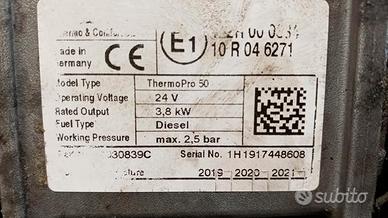 Thermo & Comfort
Made in
Germany
CE
E1
10 R 04 6271
Model Type ThermoPro 50
Operating Voltage 24 V
Rated Output 3,8 kW
Fuel Type Diesel
Working Pressure max. 2,5 bar
30839C Serial No. 1H1917448608
2019 - 2020 - 2021
subito